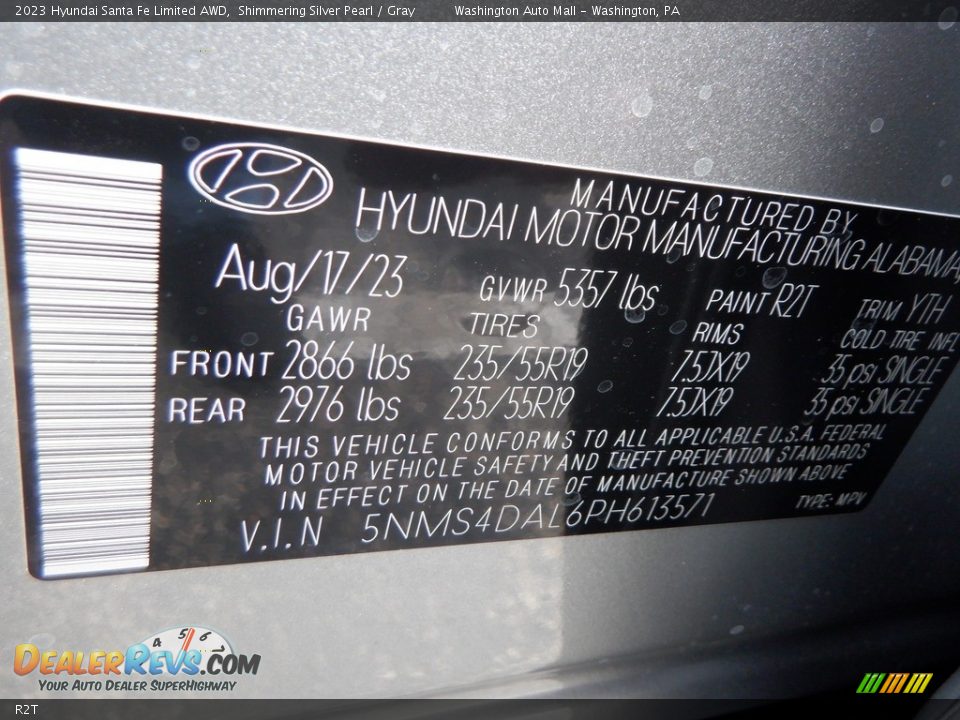 2023 Hyundai Santa Fe Limited AWD, Shimmering Silver Pearl / Gray Washington Auto Mall - Washington, PA
MANUFACTURED BY
HYUNDAI MOTOR MANUFACTURING ALABAMA,
Aug/17/23 GVWR 5357 lbs PAINT R2T TRIM YTH
GAWR TIRES RIMS COLD TIRE INFL
FRONT 2866 lbs 235/55R19 7.5JX19 35 psi SINGLE
REAR 2976 lbs 235/55R19 7.5JX19 35 psi SINGLE
THIS VEHICLE CONFORMS TO ALL APPLICABLE U.S.A. FEDERAL
MOTOR VEHICLE SAFETY AND THEFT PREVENTION STANDARDS
IN EFFECT ON THE DATE OF MANUFACTURE SHOWN ABOVE
V.I.N 5NMS4DAL6PH613571 TYPE: MPV
4 5 6
DEALERREVS.COM
YOUR AUTO DEALER SUPERHIGHWAY
R2T